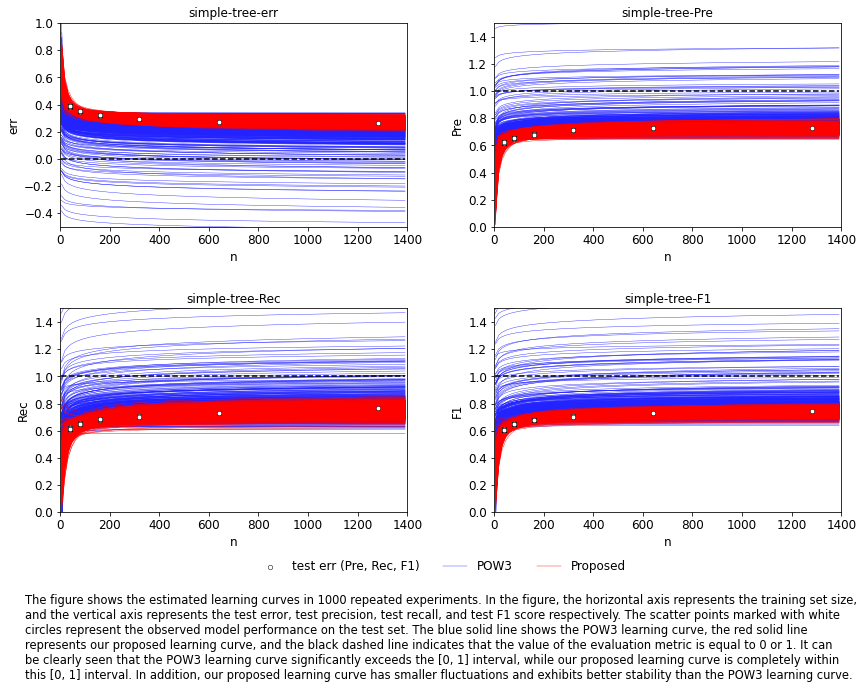 simple-tree-err
simple-tree-Pre
1.0
0.8
0.6
0.4
0.2
0.0
−0.2
−0.4
err
0 200 400 600 800 1000 1200 1400
n
1.4
1.2
1.0
0.8
0.6
0.4
0.2
0.0
Pre
0 200 400 600 800 1000 1200 1400
n
simple-tree-Rec
simple-tree-F1
1.4
1.2
1.0
0.8
0.6
0.4
0.2
0.0
Rec
0 200 400 600 800 1000 1200 1400
n
1.4
1.2
1.0
0.8
0.6
0.4
0.2
0.0
F1
0 200 400 600 800 1000 1200 1400
n
test err (Pre, Rec, F1) POW3 Proposed
The figure shows the estimated learning curves in 1000 repeated experiments. In the figure, the horizontal axis represents the training set size,
and the vertical axis represents the test error, test precision, test recall, and test F1 score respectively. The scatter points marked with white
circles represent the observed model performance on the test set. The blue solid line shows the POW3 learning curve, the red solid line
represents our proposed learning curve, and the black dashed line indicates that the value of the evaluation metric is equal to 0 or 1. It can
be clearly seen that the POW3 learning curve significantly exceeds the [0, 1] interval, while our proposed learning curve is completely within
this [0, 1] interval. In addition, our proposed learning curve has smaller fluctuations and exhibits better stability than the POW3 learning curve.